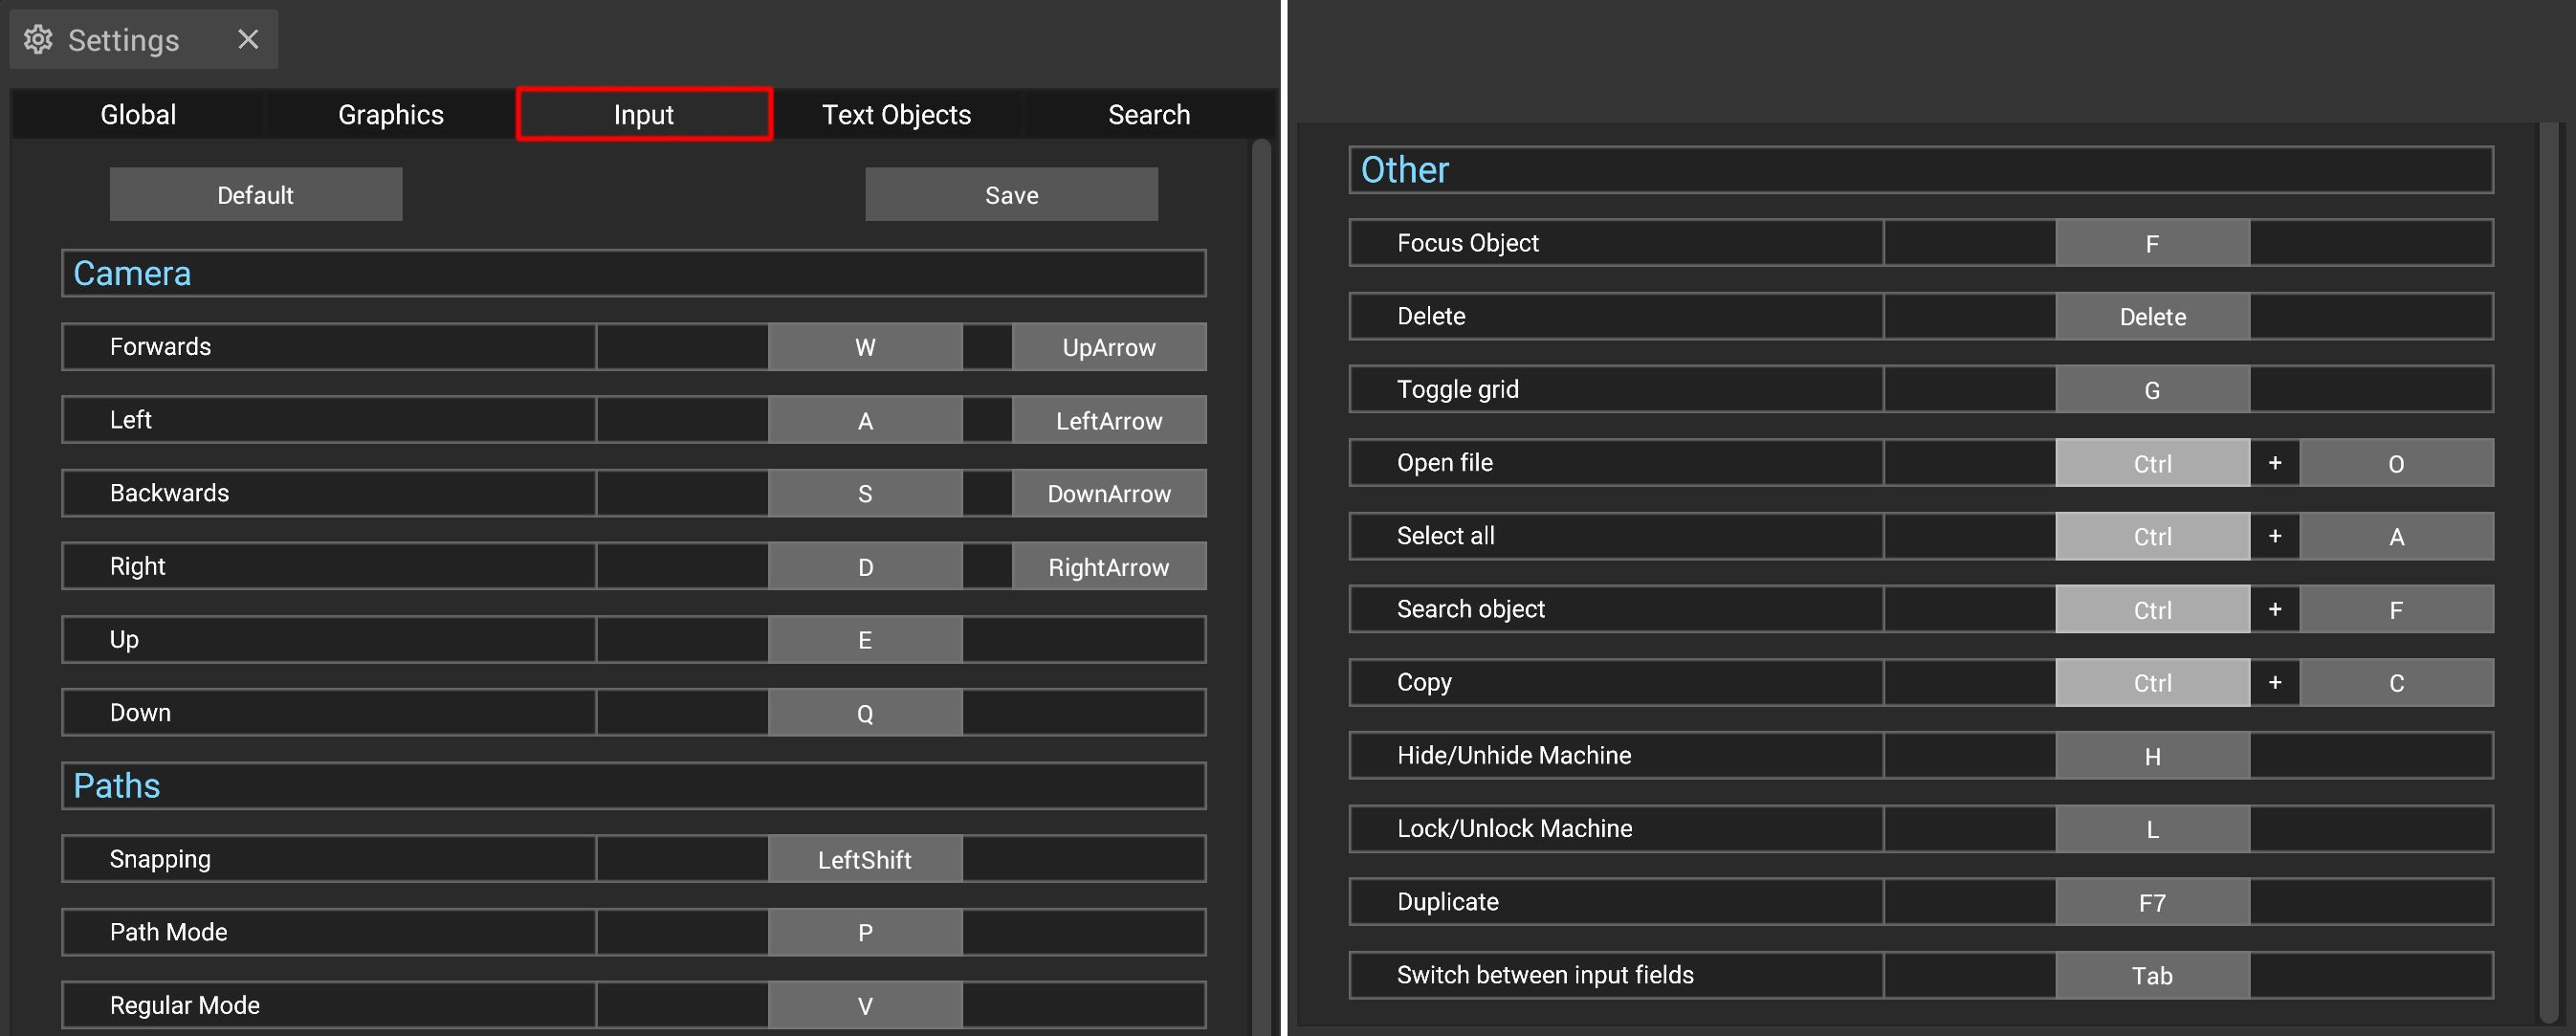 Settings
Global Graphics Input Text Objects Search
Default Save
Camera
Forwards W UpArrow
Left A LeftArrow
Backwards S DownArrow
Right D RightArrow
Up E
Down Q
Paths
Snapping LeftShift
Path Mode P
Regular Mode V
Other
Focus Object F
Delete Delete
Toggle grid G
Open file Ctrl + O
Select all Ctrl + A
Search object Ctrl + F
Copy Ctrl + C
Hide/Unhide Machine H
Lock/Unlock Machine L
Duplicate F7
Switch between input fields Tab